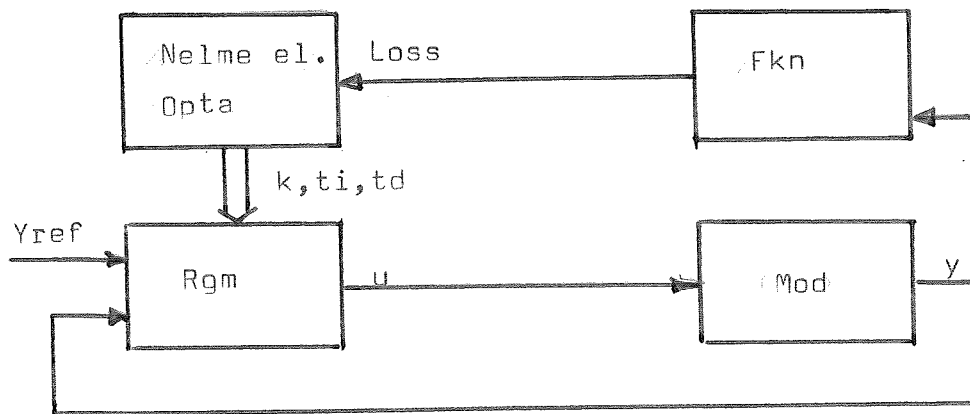 Nelme el.
Opta
Loss
Fkn
k,ti,td
Yref
Rgm
u
Mod
y